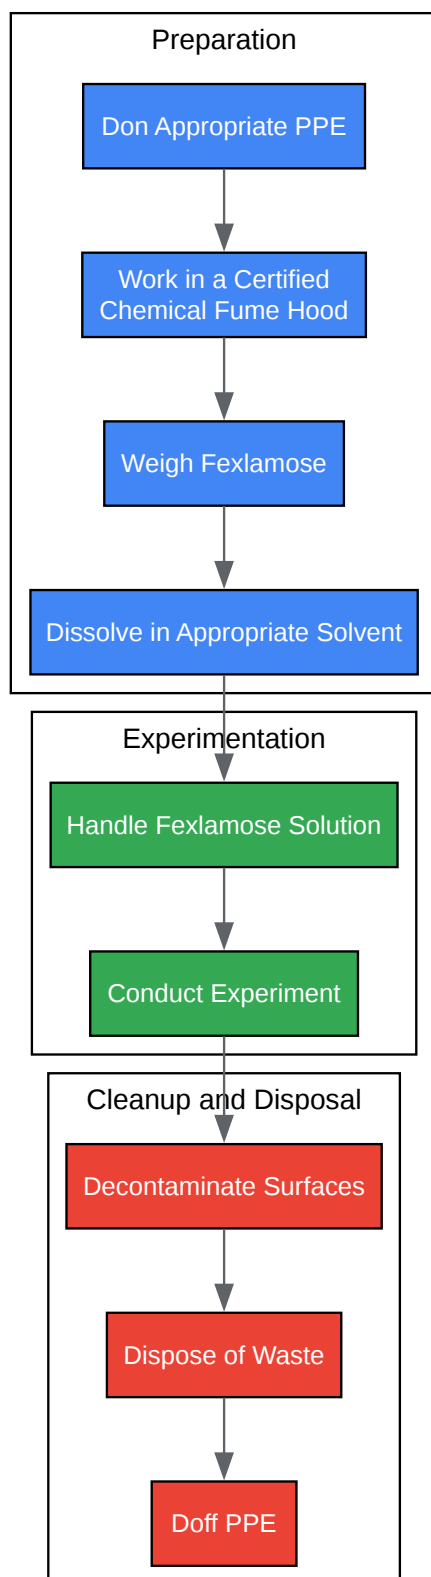 Preparation
Don Appropriate PPE
Work in a Certified
Chemical Fume Hood
Weigh Fexlamose
Dissolve in Appropriate Solvent
Experimentation
Handle Fexlamose Solution
Conduct Experiment
Cleanup and Disposal
Decontaminate Surfaces
Dispose of Waste
Doff PPE